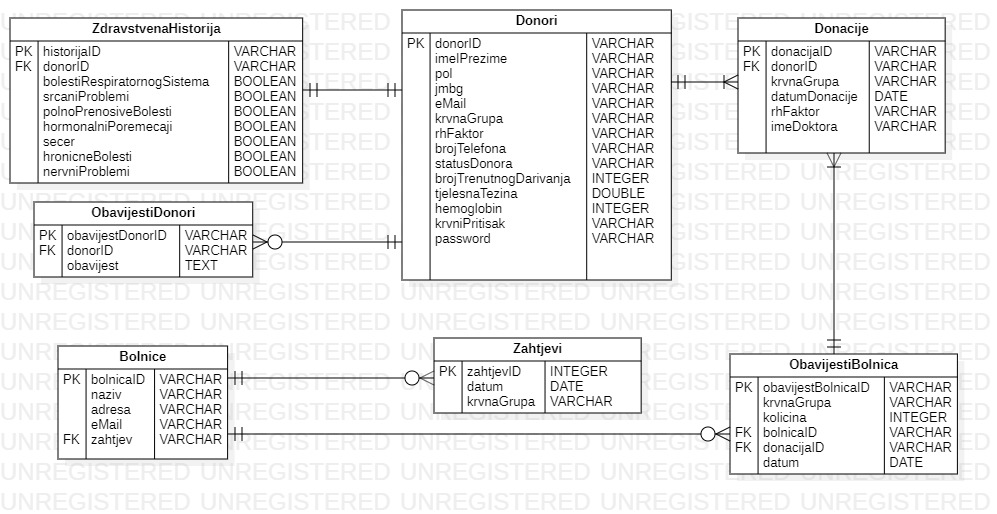 ZdravstvenaHistorija
PK historijaID VARCHAR
FK donorID VARCHAR
bolestiRespiratornogSistema BOOLEAN
srcaniProblemi BOOLEAN
polnoPrenosiveBolesti BOOLEAN
hormonalniPoremecaji BOOLEAN
secer BOOLEAN
hronicneBolesti BOOLEAN
nervniProblemi BOOLEAN
Donori
PK donorID VARCHAR
imeIPrezime VARCHAR
pol VARCHAR
jmbg VARCHAR
eMail VARCHAR
krvnaGrupa VARCHAR
rhFaktor VARCHAR
brojTelefona VARCHAR
statusDonora VARCHAR
brojTrenutnogDarivanja INTEGER
tjelesnaTezina DOUBLE
hemoglobin INTEGER
krvniPritisak VARCHAR
password VARCHAR
Donacije
PK donacijaID VARCHAR
FK donorID VARCHAR
krvnaGrupa VARCHAR
datumDonacije DATE
rhFaktor VARCHAR
imeDoktora VARCHAR
ObavijestiDonori
PK obavijestDonorID VARCHAR
FK donorID VARCHAR
obavijest TEXT
Bolnice
PK bolnicaID VARCHAR
naziv VARCHAR
adresa VARCHAR
eMail VARCHAR
FK zahtjev VARCHAR
Zahtjevi
PK zahtjevID INTEGER
datum DATE
krvnaGrupa VARCHAR
ObavijestiBolnica
PK obavijestBolnicaID VARCHAR
krvnaGrupa VARCHAR
kolicina INTEGER
FK bolnicaID VARCHAR
FK donacijaID VARCHAR
datum DATE
UNREGISTERED UNREGISTERED UNREGISTERED UNREGISTERED UNREGISTERED